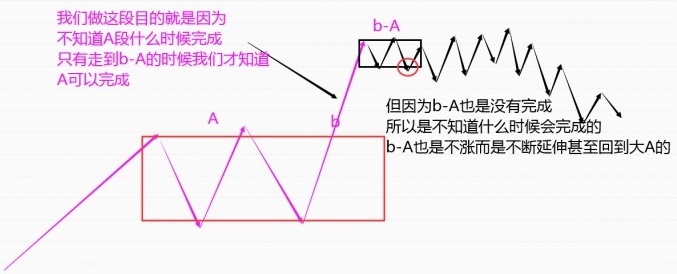 我们做这段目的就是因为
不知道A段什么时候完成
只有走到b-A的时候我们才知道
A可以完成
b-A
A
b
但因为b-A也是没有完成
所以是不知道什么时候会完成的
b-A也是不涨而是不断延伸甚至回到大A的